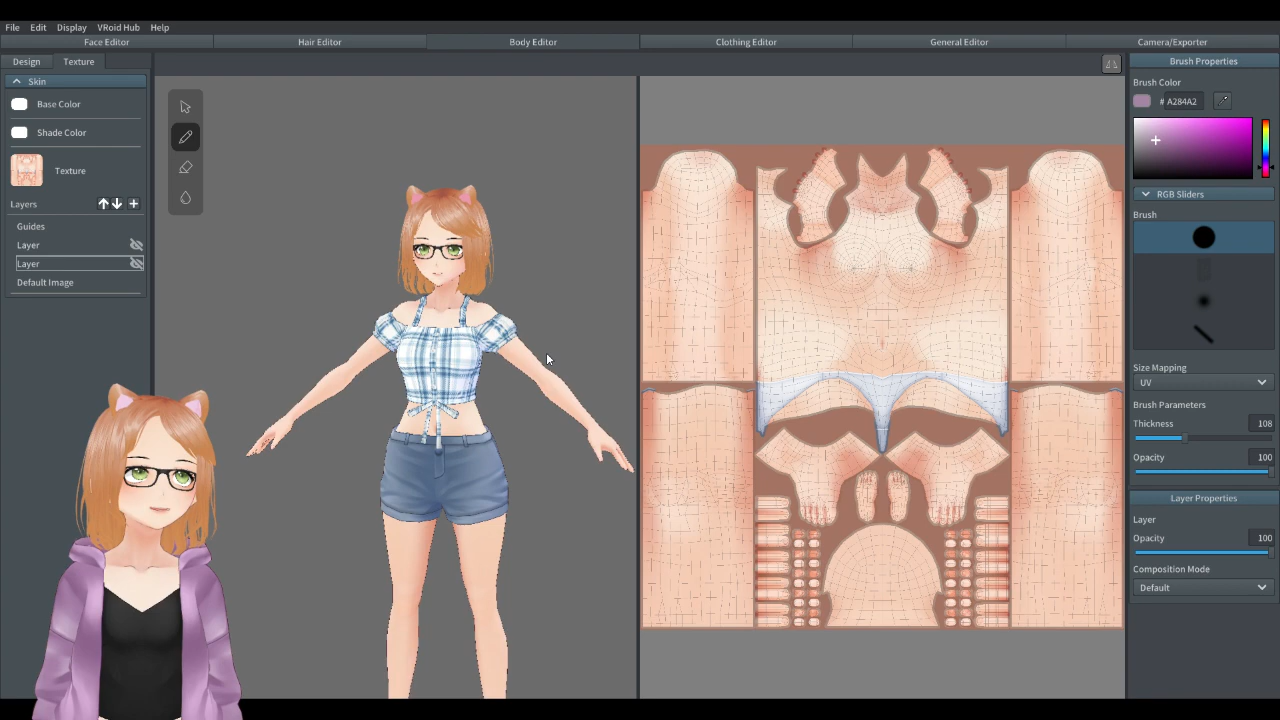 File Edit Display VRoid Hub Help
Face Editor Hair Editor Body Editor Clothing Editor General Editor Camera/Exporter
Design Texture
Skin
Base Color
Shade Color
Texture
Layers
Guides
Layer
Layer
Default Image
Brush Properties
Brush Color
# A284A2
RGB Sliders
Brush
Size Mapping
UV
Brush Parameters
Thickness 108
Opacity 100
Layer Properties
Layer
Opacity 100
Composition Mode
Default